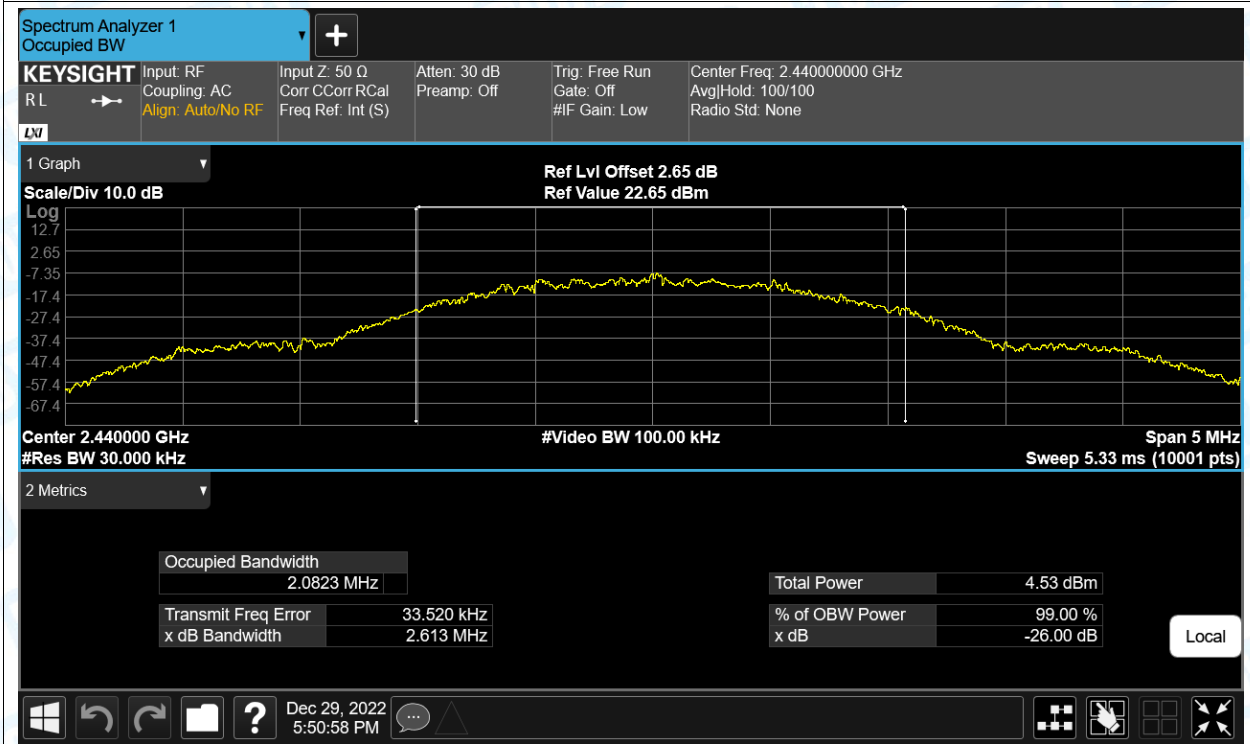 Spectrum Analyzer 1
Occupied BW
KEYSIGHT
R L
LXI
Input: RF
Coupling: AC
Align: Auto/No RF
Input Z: 50 Ω
Corr CCorr RCal
Freq Ref: Int (S)
Atten: 30 dB
Preamp: Off
Trig: Free Run
Gate: Off
#IF Gain: Low
Center Freq: 2.440000000 GHz
Avg|Hold: 100/100
Radio Std: None
1 Graph
Scale/Div 10.0 dB
Ref Lvl Offset 2.65 dB
Ref Value 22.65 dBm
Log
12.7
2.65
-7.35
-17.4
-27.4
-37.4
-47.4
-57.4
-67.4
Center 2.440000 GHz
#Video BW 100.00 kHz
Span 5 MHz
#Res BW 30.000 kHz
Sweep 5.33 ms (10001 pts)
2 Metrics
Occupied Bandwidth
2.0823 MHz
Total Power 4.53 dBm
Transmit Freq Error 33.520 kHz
% of OBW Power 99.00 %
x dB Bandwidth 2.613 MHz
x dB -26.00 dB
Local
?
Dec 29, 2022
5:50:58 PM